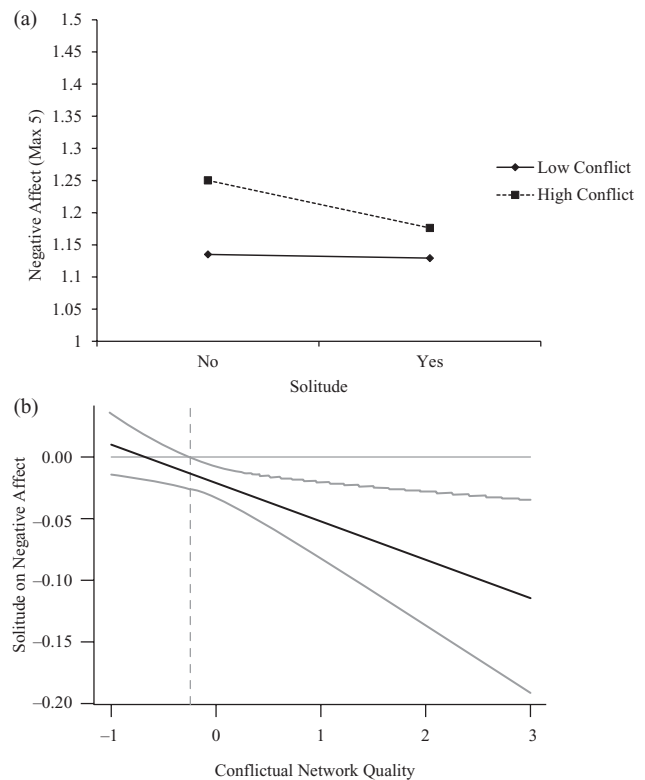 (a)
1.5
1.45
1.4
1.35
1.3
1.25
1.2
1.15
1.1
1.05
1
Negative Affect (Max 5)
Low Conflict
High Conflict
No Yes
Solitude
(b)
0.00
−0.05
−0.10
−0.15
−0.20
Solitude on Negative Affect
−1 0 1 2 3
Conflictual Network Quality